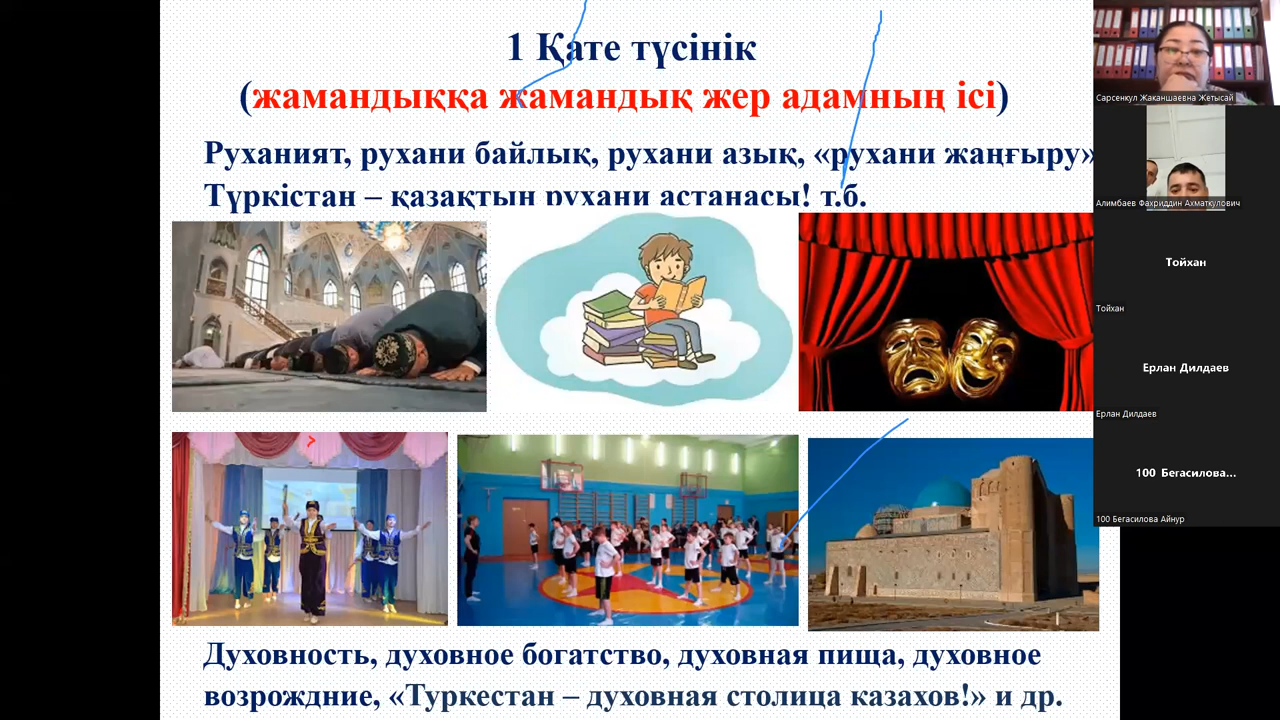 1 Қате түсінік
(жамандыққа жамандық жер адамның ісі)
Руханият, рухани байлық, рухани азық, «рухани жаңғыру»
Түркістан – қазақтың рухани астанасы! т.б.
Духовность, духовное богатство, духовная пища, духовное
возрождние, «Туркестан – духовная столица казахов!» и др.
Сарсенкул Жаканшаевна Жетысай
Алимбаев Фахриддин Ахматкулович
Тойхан
Тойхан
Ерлан Дилдаев
Ерлан Дилдаев
100 Бегасилова...
100 Бегасилова Айнур